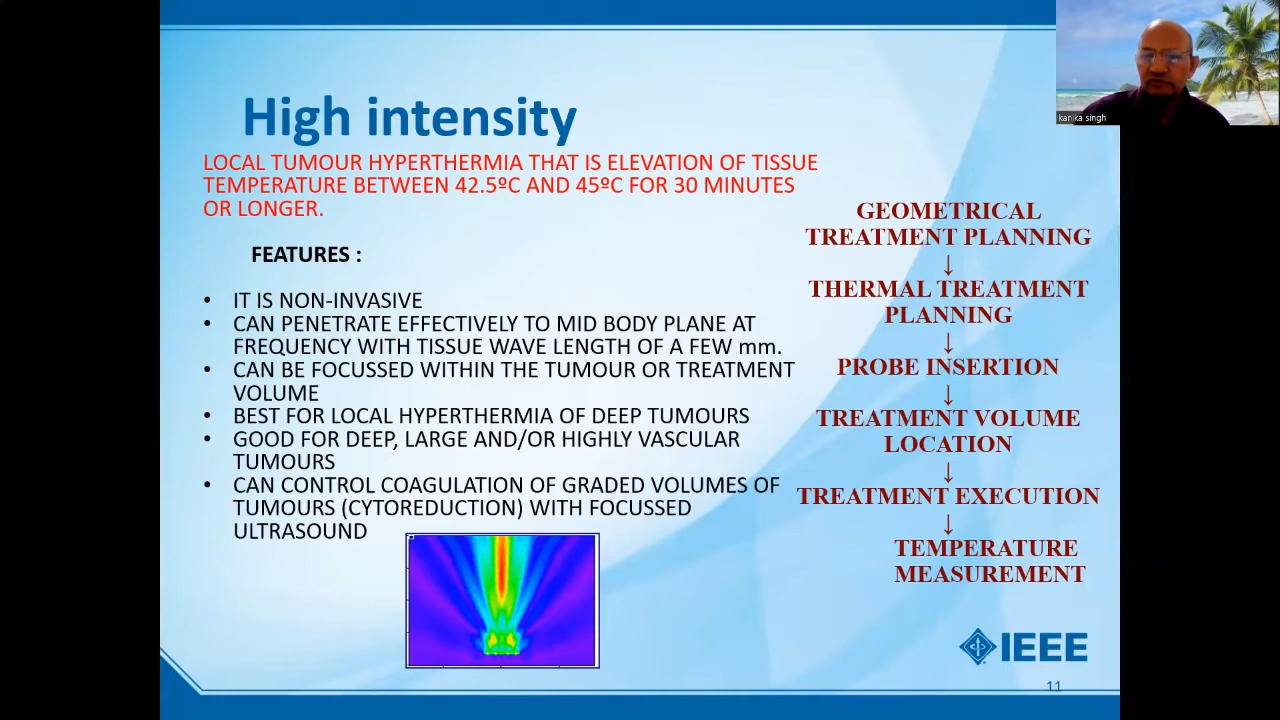 High intensity
LOCAL TUMOUR HYPERTHERMIA THAT IS ELEVATION OF TISSUE
TEMPERATURE BETWEEN 42.5ºC AND 45ºC FOR 30 MINUTES
OR LONGER.
FEATURES :
• IT IS NON-INVASIVE
• CAN PENETRATE EFFECTIVELY TO MID BODY PLANE AT
FREQUENCY WITH TISSUE WAVE LENGTH OF A FEW mm.
• CAN BE FOCUSSED WITHIN THE TUMOUR OR TREATMENT
VOLUME
• BEST FOR LOCAL HYPERTHERMIA OF DEEP TUMOURS
• GOOD FOR DEEP, LARGE AND/OR HIGHLY VASCULAR
TUMOURS
• CAN CONTROL COAGULATION OF GRADED VOLUMES OF
TUMOURS (CYTOREDUCTION) WITH FOCUSSED
ULTRASOUND
GEOMETRICAL
TREATMENT PLANNING
↓
THERMAL TREATMENT
PLANNING
↓
PROBE INSERTION
↓
TREATMENT VOLUME
LOCATION
↓
TREATMENT EXECUTION
↓
TEMPERATURE
MEASUREMENT
IEEE
11
kanika singh